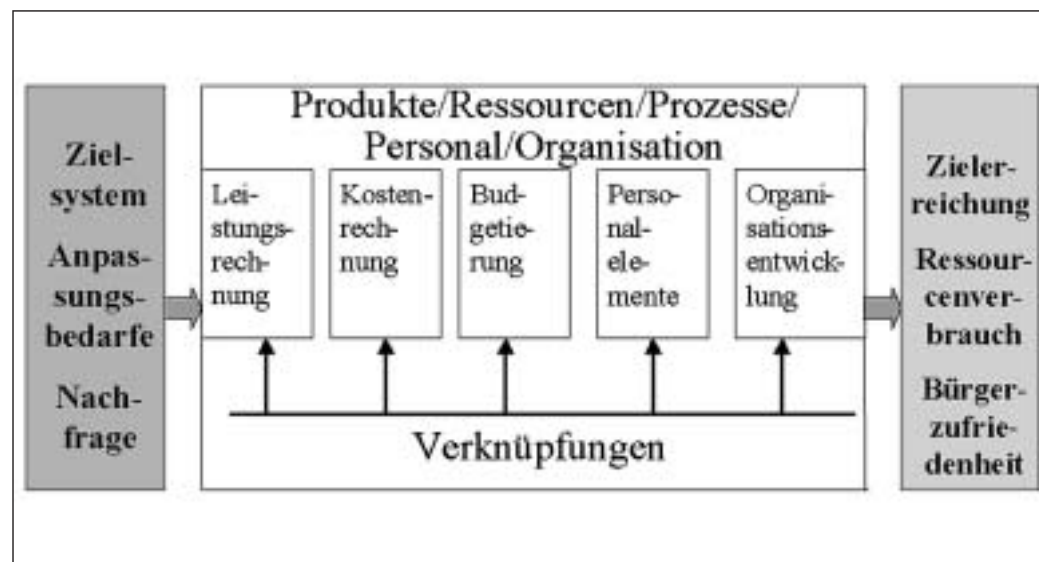 Ziel-
system
Anpas-
sungs-
bedarfe
Nach-
frage
Produkte/Ressourcen/Prozesse/
Personal/Organisation
Lei-
stungs-
rech-
nung
Kosten-
rech-
nung
Bud-
getie-
rung
Perso-
nal-
ele-
mente
Organi-
sations-
entwick-
lung
Verknüpfungen
Zieler-
reichung
Ressour-
cenver-
brauch
Bürger-
zufrie-
denheit